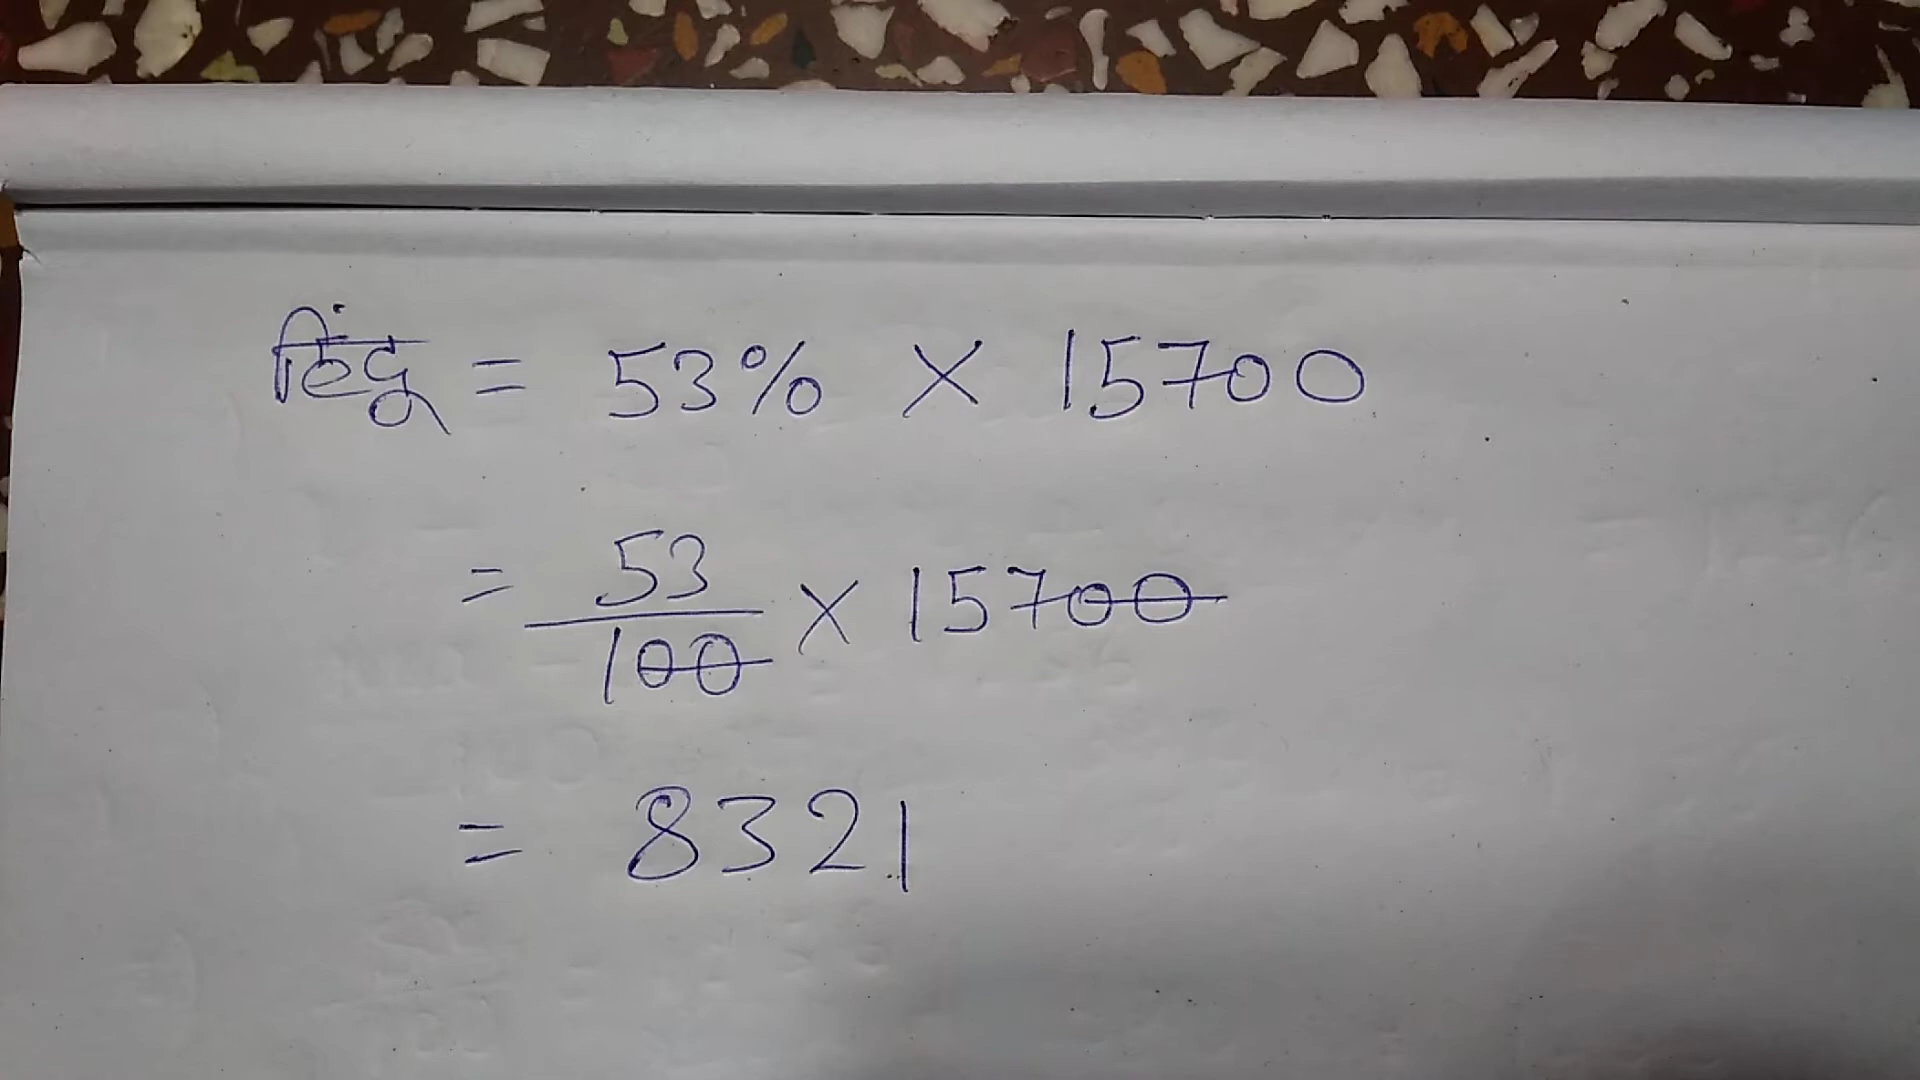 हिंदू = 53% × 15700
= 53/100 × 15700
= 8321